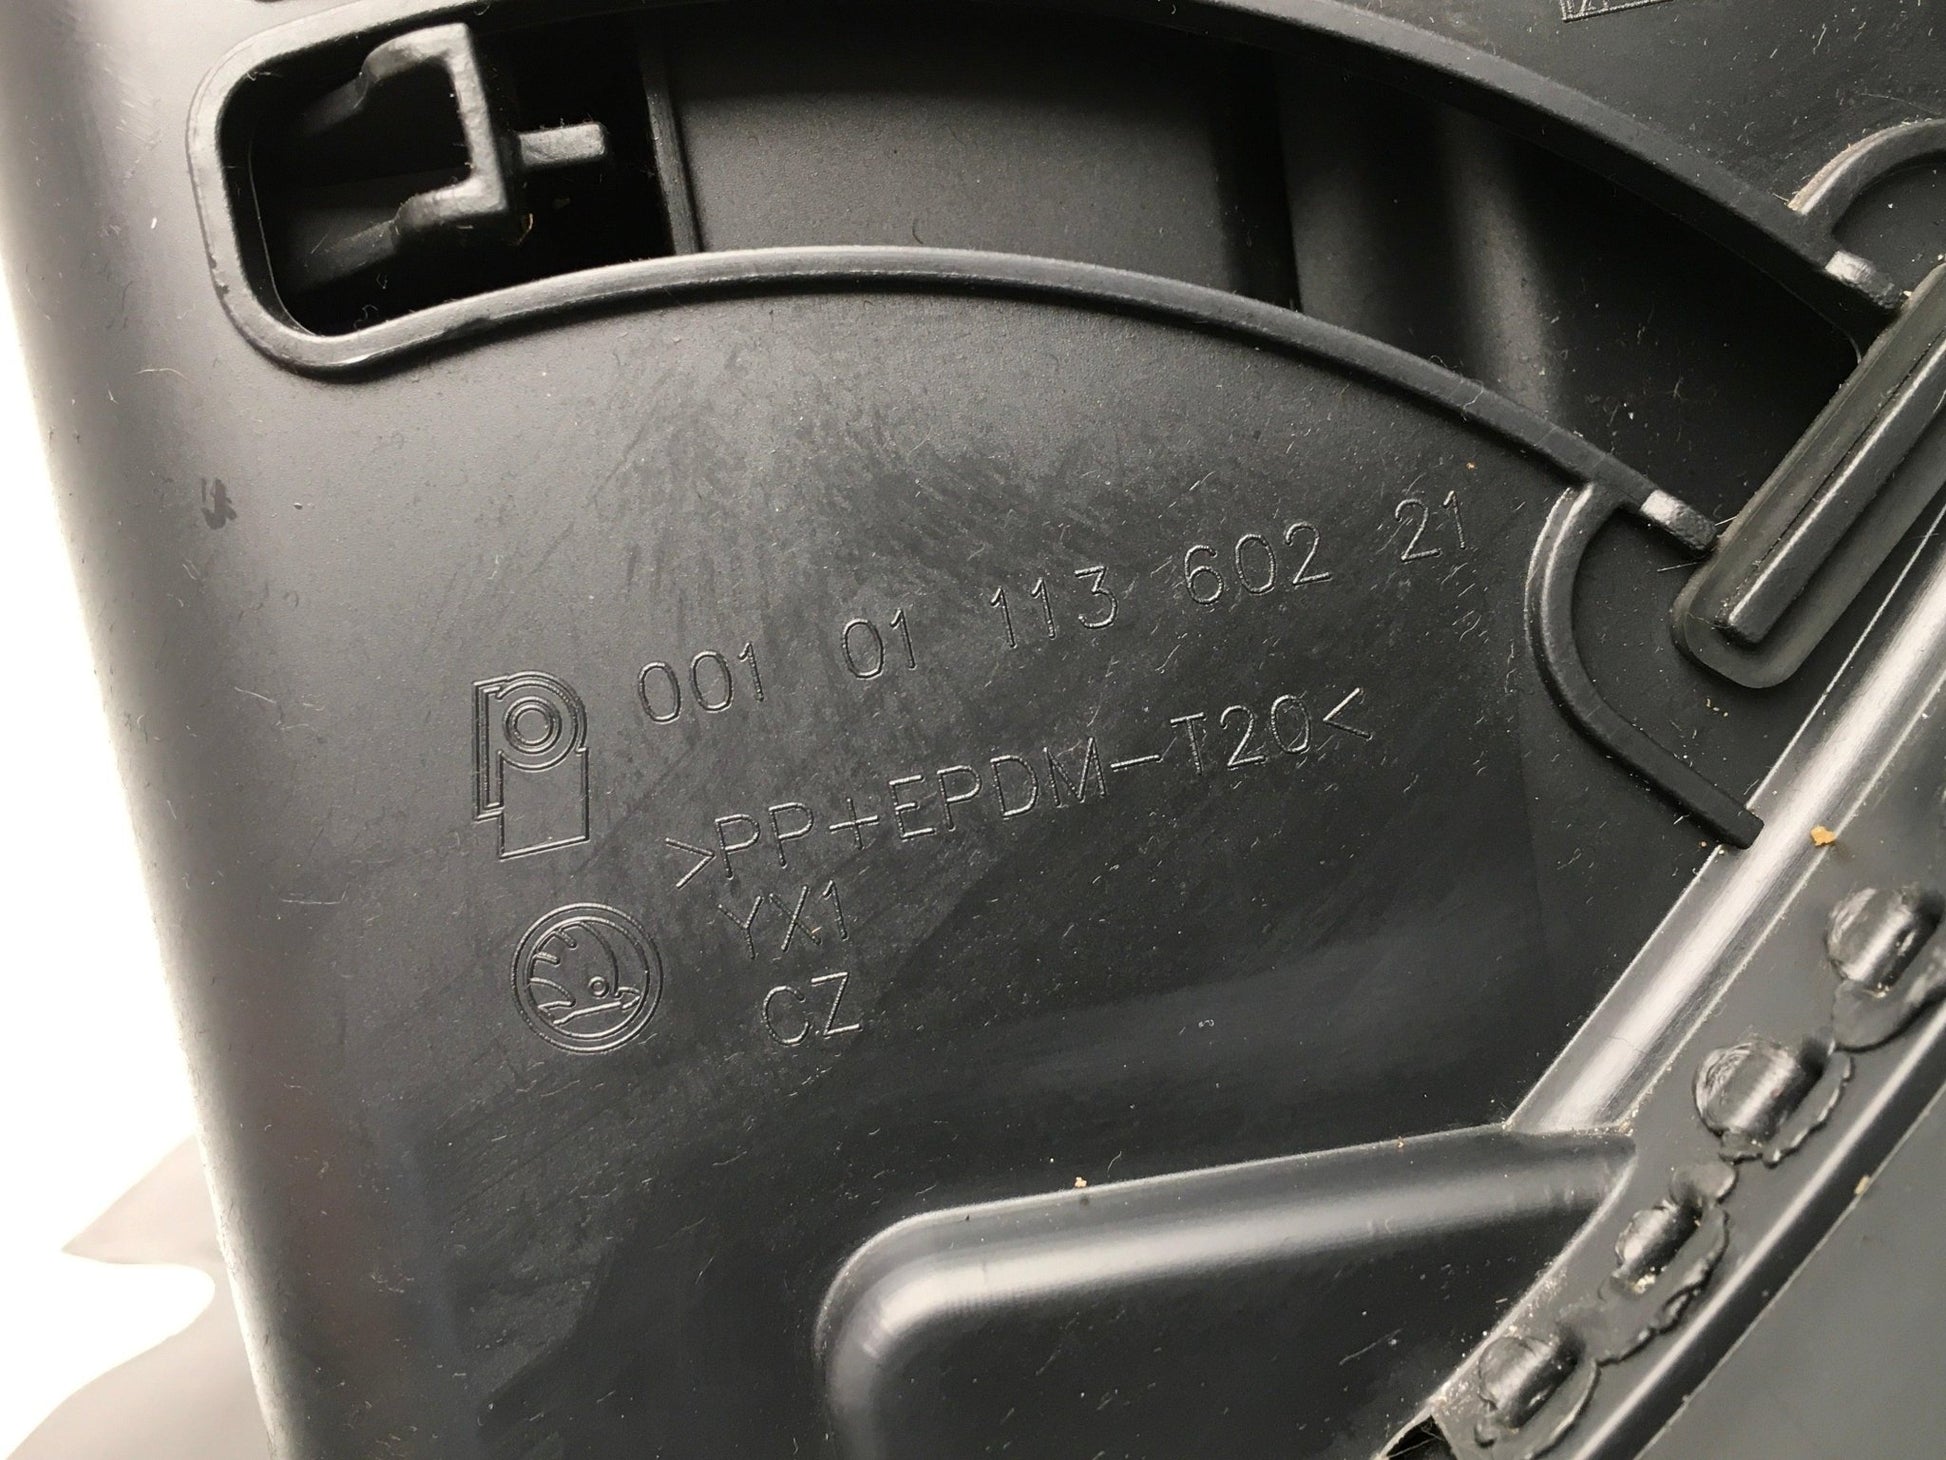 001 01 113 602 21
>PP+EPDM-T20<
YX1
CZ